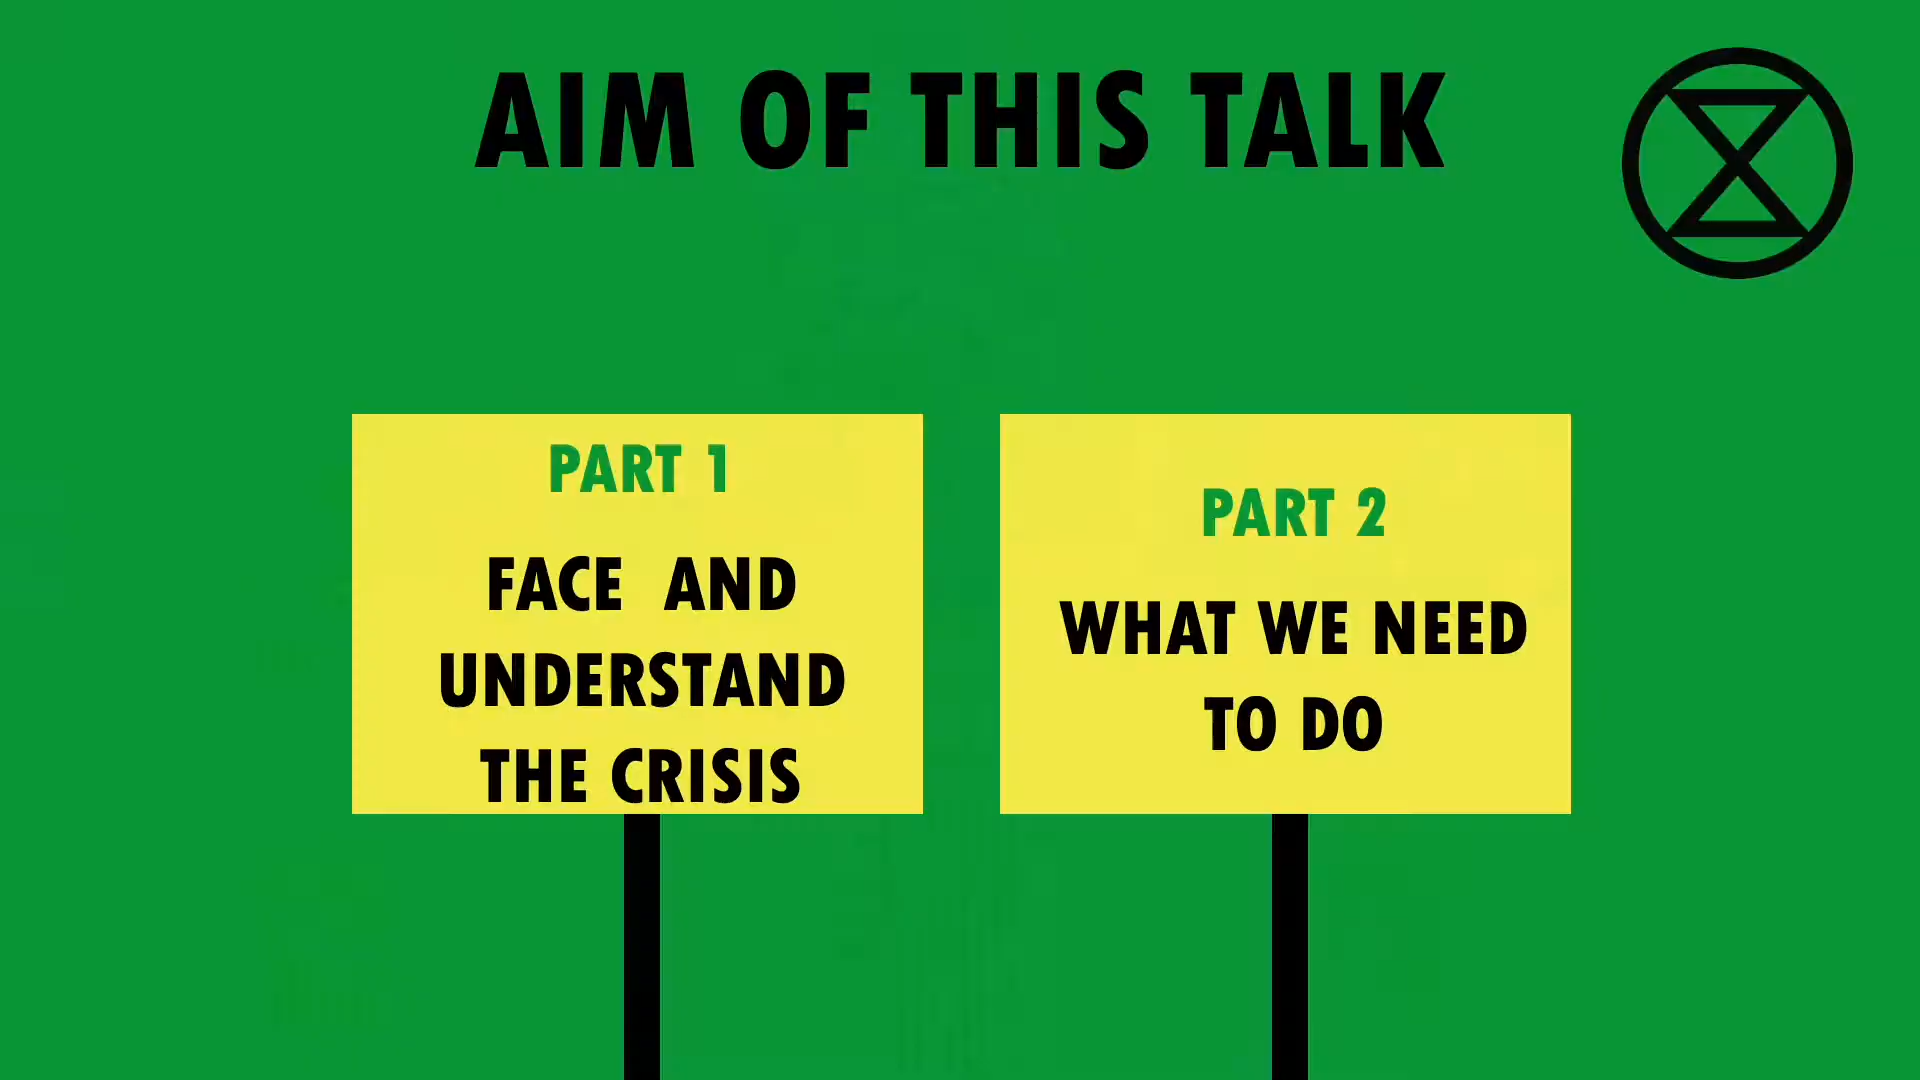 AIM OF THIS TALK
PART 1
FACE AND
UNDERSTAND
THE CRISIS
PART 2
WHAT WE NEED
TO DO